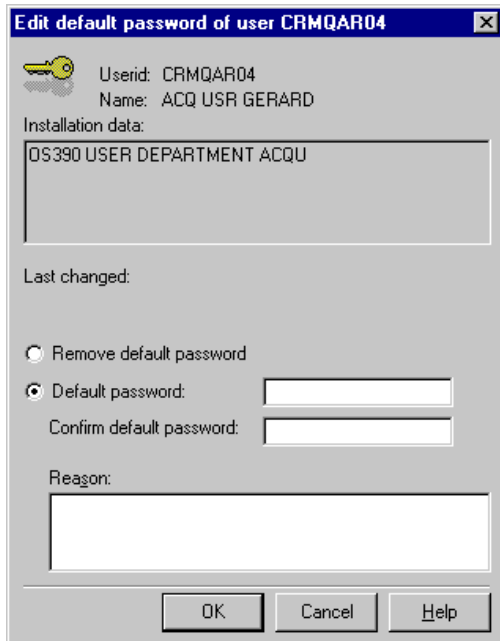 Edit default password of user CRMQAR04
Userid: CRMQAR04
Name: ACQ USR GERARD
Installation data:
OS390 USER DEPARTMENT ACQU
Last changed:
Remove default password
Default password:
Confirm default password:
Reason:
OK Cancel Help